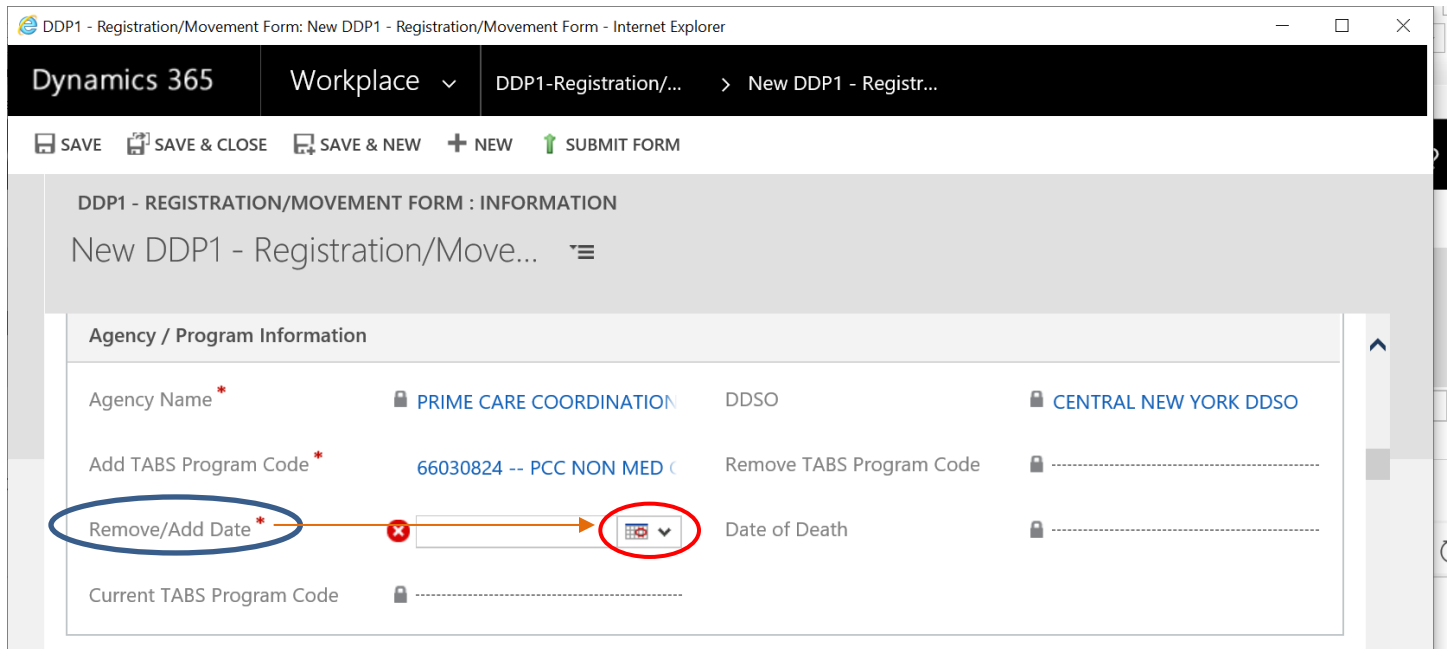 DDP1 - Registration/Movement Form: New DDP1 - Registration/Movement Form - Internet Explorer
Dynamics 365 Workplace DDP1-Registration/... New DDP1 - Registr...
SAVE SAVE & CLOSE SAVE & NEW NEW SUBMIT FORM
DDP1 - REGISTRATION/MOVEMENT FORM : INFORMATION
New DDP1 - Registration/Move...
Agency / Program Information
Agency Name * PRIME CARE COORDINATION DDSO CENTRAL NEW YORK DDSO
Add TABS Program Code * 66030824 -- PCC NON MED Remove TABS Program Code
Remove/Add Date * Date of Death
Current TABS Program Code